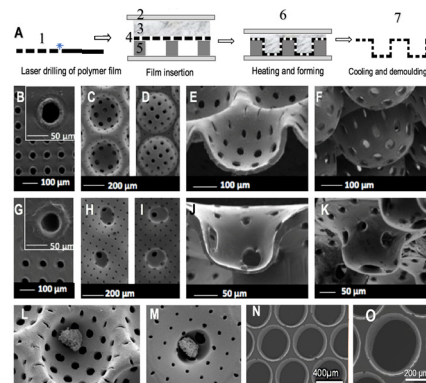 A
1
2
3
4
5
6
7
Laser drilling of polymer film
Film insertion
Heating and forming
Cooling and demoulding
B
50 µm
100 µm
C
D
200 µm
E
100 µm
F
100 µm
G
50 µm
100 µm
H
I
200 µm
J
50 µm
K
50 µm
L
M
N
400µm
O
200 µm